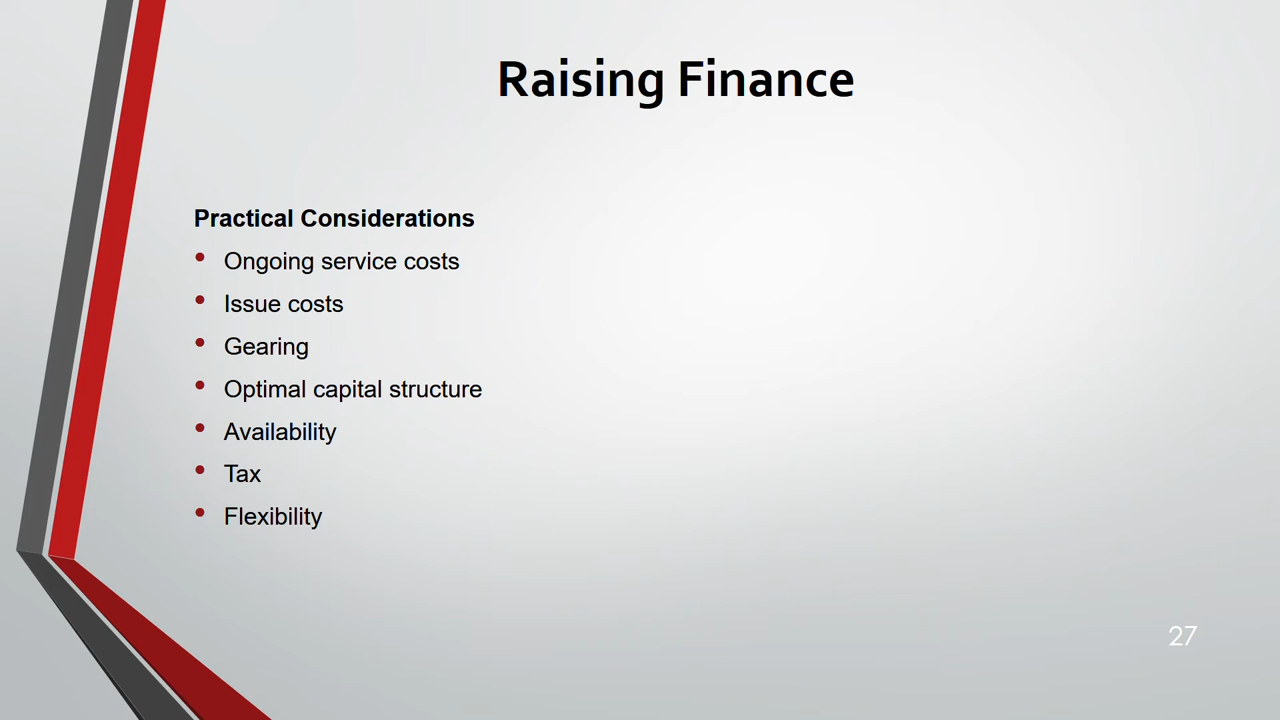 Raising Finance
Practical Considerations
• Ongoing service costs
• Issue costs
• Gearing
• Optimal capital structure
• Availability
• Tax
• Flexibility
27